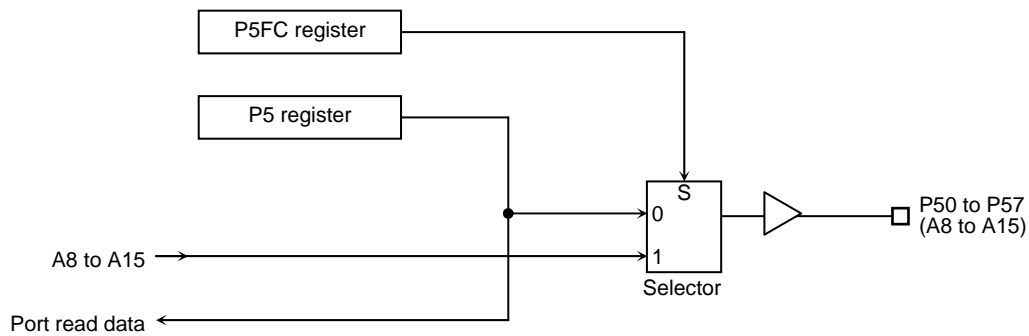 P5FC register
P5 register
S
0
1
P50 to P57
(A8 to A15)
A8 to A15
Selector
Port read data